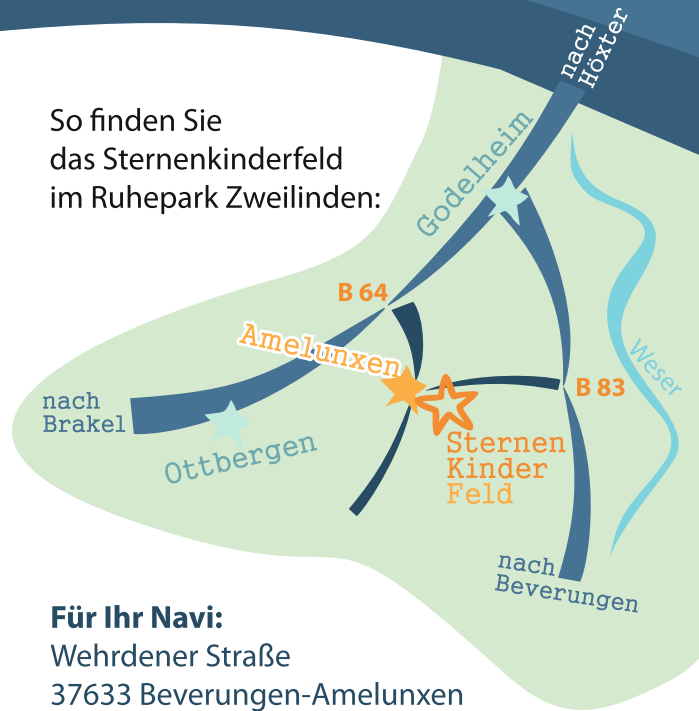 nach
Höxter
So finden Sie
das Sternenkinderfeld
im Ruhepark Zweilinden:
Godelheim
B 64
Amelunxen
Weser
B 83
nach
Brakel
Ottbergen
Sternen
Kinder
Feld
nach
Beverungen
Für Ihr Navi:
Wehrdener Straße
37633 Beverungen-Amelunxen